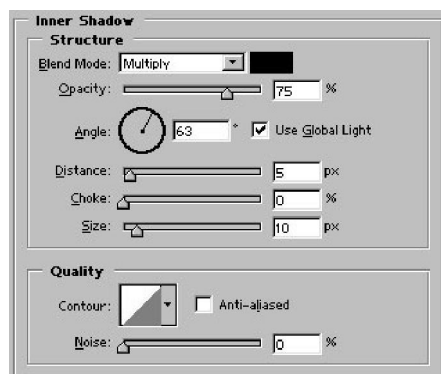 Inner Shadow
Structure
Blend Mode: Multiply
Opacity: 75 %
Angle: 63 ° Use Global Light
Distance: 5 px
Choke: 0 %
Size: 10 px
Quality
Contour: Anti-aliased
Noise: 0 %